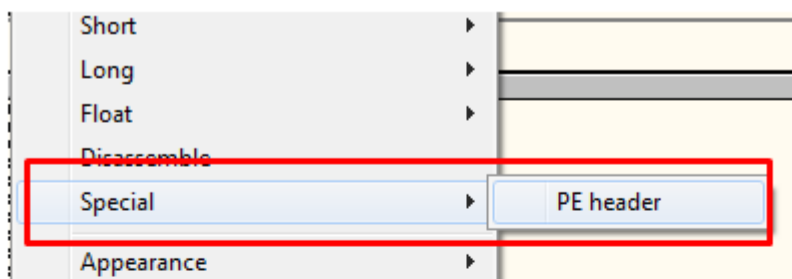 Short
Long
Float
Disassemble
Special
PE header
Appearance